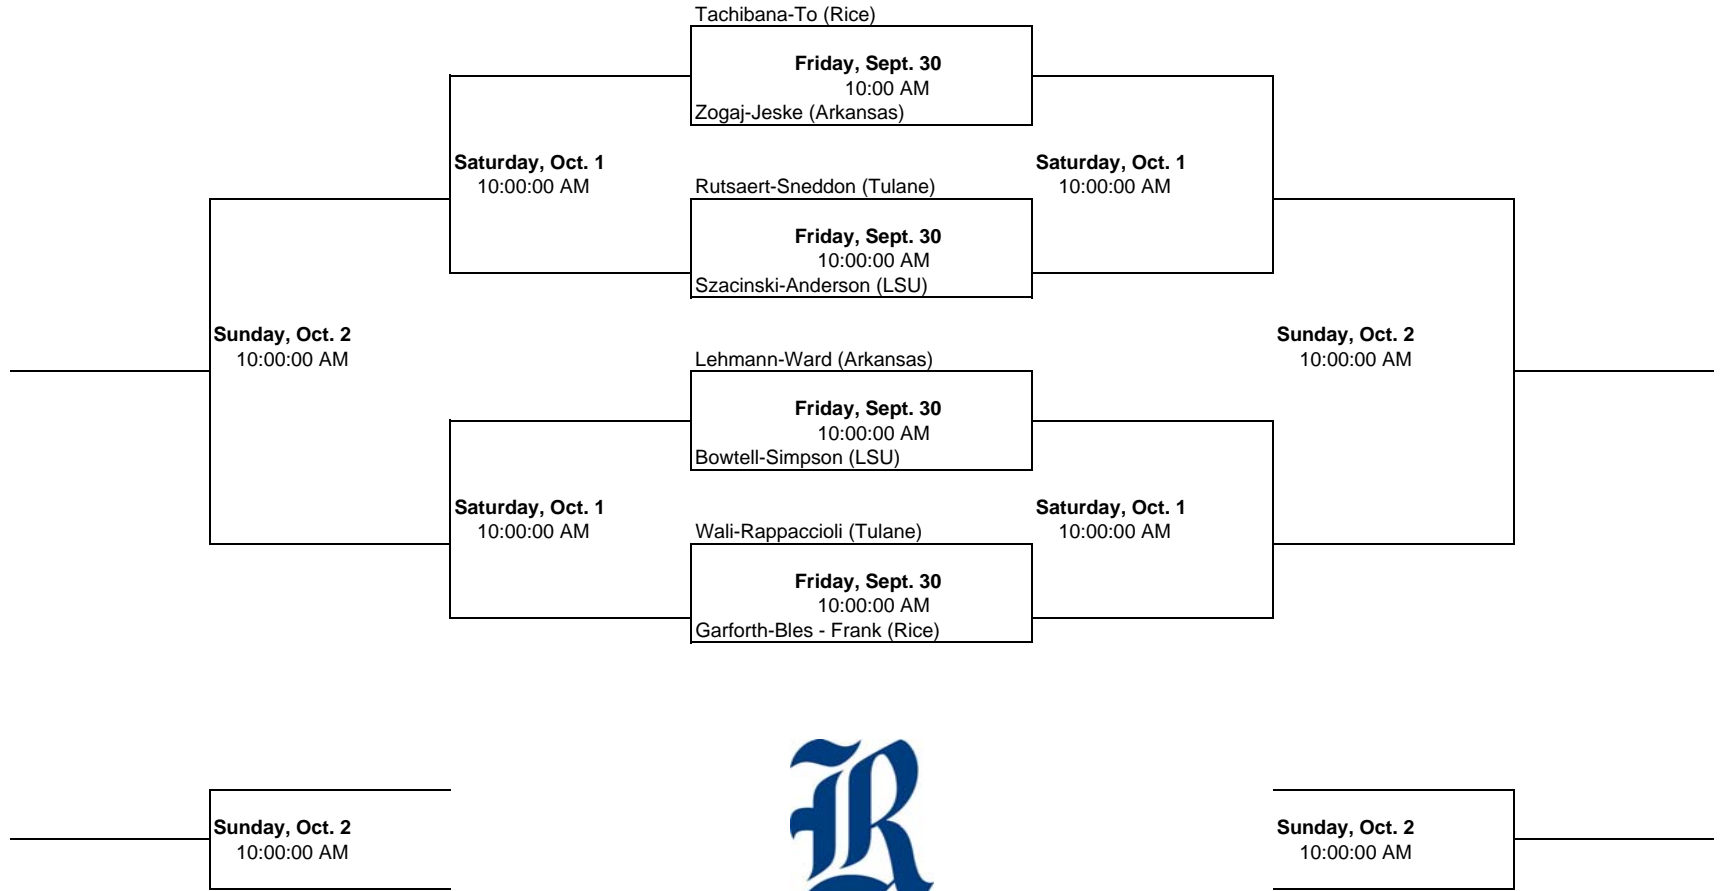 Tachibana-To (Rice)
Friday, Sept. 30
10:00 AM
Zogaj-Jeske (Arkansas)
Saturday, Oct. 1
10:00:00 AM
Saturday, Oct. 1
10:00:00 AM
Rutsaert-Sneddon (Tulane)
Friday, Sept. 30
10:00:00 AM
Szacinski-Anderson (LSU)
Sunday, Oct. 2
10:00:00 AM
Sunday, Oct. 2
10:00:00 AM
Lehmann-Ward (Arkansas)
Friday, Sept. 30
10:00:00 AM
Bowtell-Simpson (LSU)
Saturday, Oct. 1
10:00:00 AM
Saturday, Oct. 1
10:00:00 AM
Wali-Rappaccioli (Tulane)
Friday, Sept. 30
10:00:00 AM
Garforth-Bles - Frank (Rice)
R
Sunday, Oct. 2
10:00:00 AM
Sunday, Oct. 2
10:00:00 AM